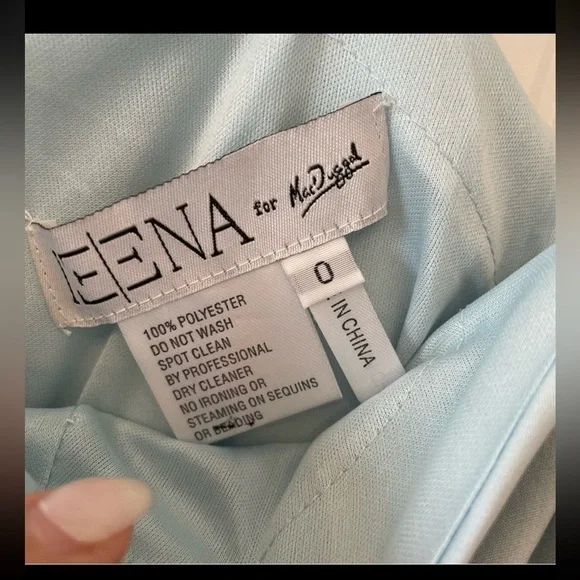 IEENA for Mac Duggal
0
100% POLYESTER
DO NOT WASH
SPOT CLEAN
BY PROFESSIONAL
DRY CLEANER
NO IRONING OR
STEAMING ON SEQUINS
OR BEADING
IN CHINA